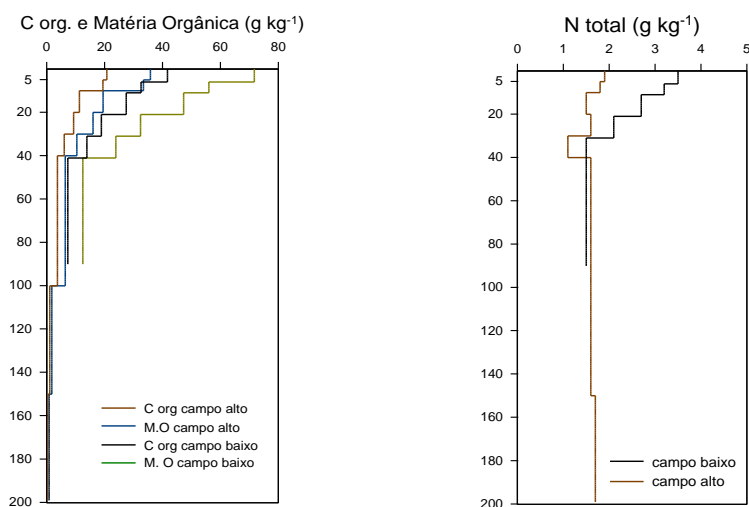 C org. e Matéria Orgânica (g kg⁻¹)
0 20 40 60 80
5
20
40
60
80
100
120
140
160
180
200
C org campo alto
M.O campo alto
C org campo baixo
M. O campo baixo
N total (g kg⁻¹)
0 1 2 3 4 5
5
20
40
60
80
100
120
140
160
180
200
campo baixo
campo alto